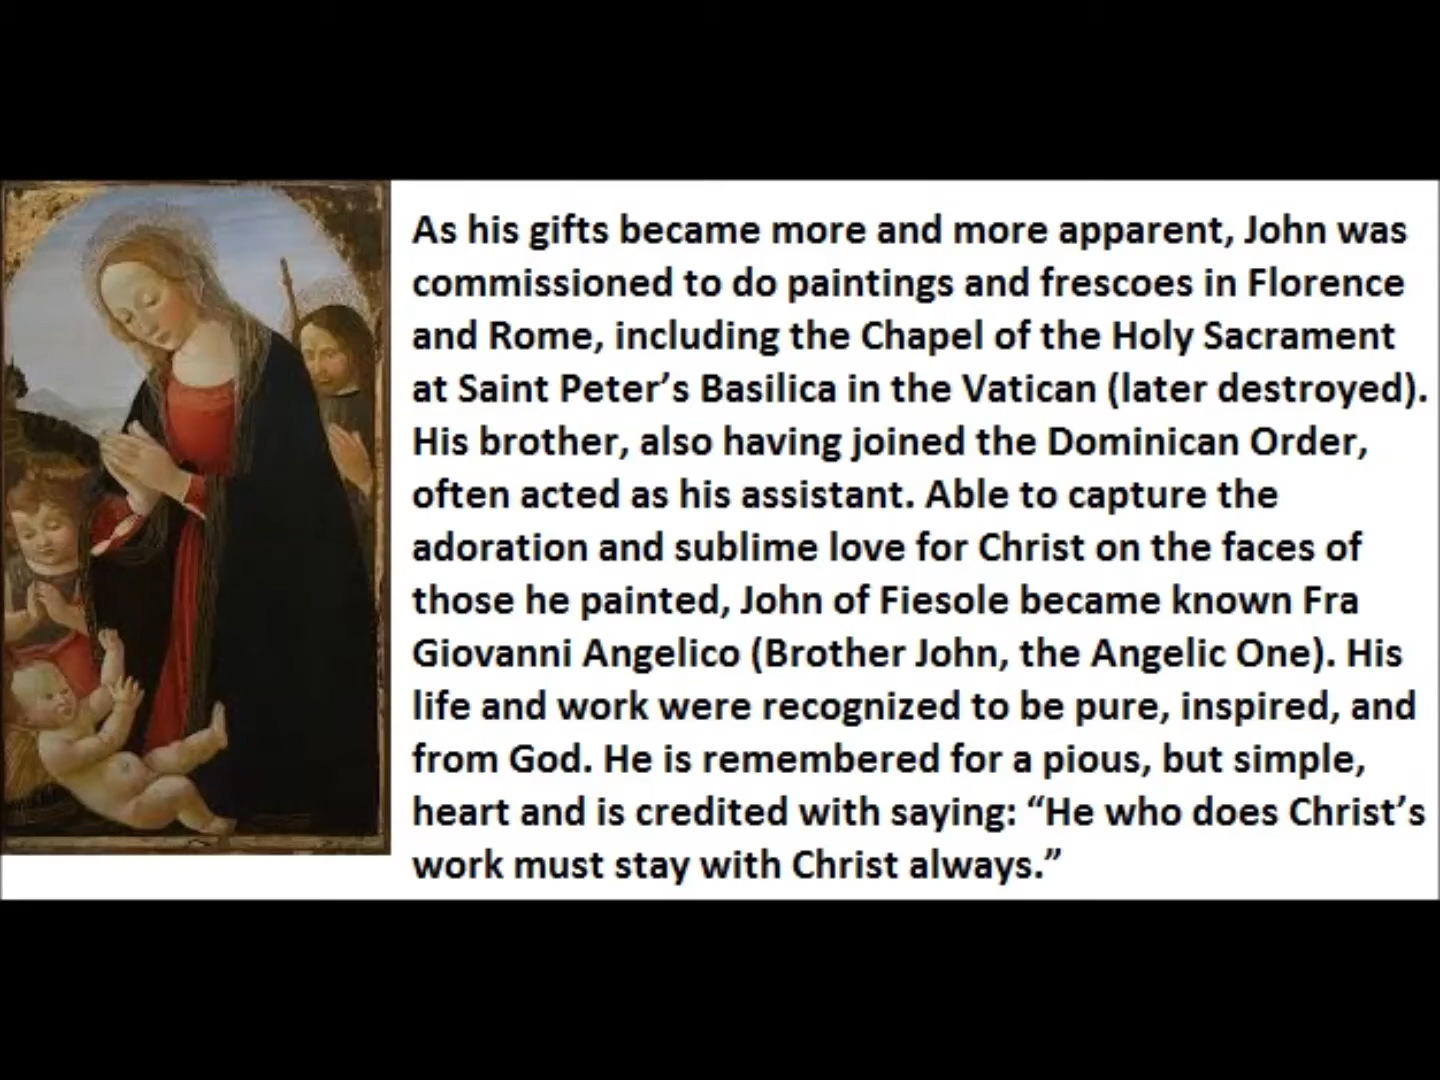 As his gifts became more and more apparent, John was
commissioned to do paintings and frescoes in Florence
and Rome, including the Chapel of the Holy Sacrament
at Saint Peter’s Basilica in the Vatican (later destroyed).
His brother, also having joined the Dominican Order,
often acted as his assistant. Able to capture the
adoration and sublime love for Christ on the faces of
those he painted, John of Fiesole became known Fra
Giovanni Angelico (Brother John, the Angelic One). His
life and work were recognized to be pure, inspired, and
from God. He is remembered for a pious, but simple,
heart and is credited with saying: “He who does Christ’s
work must stay with Christ always.”